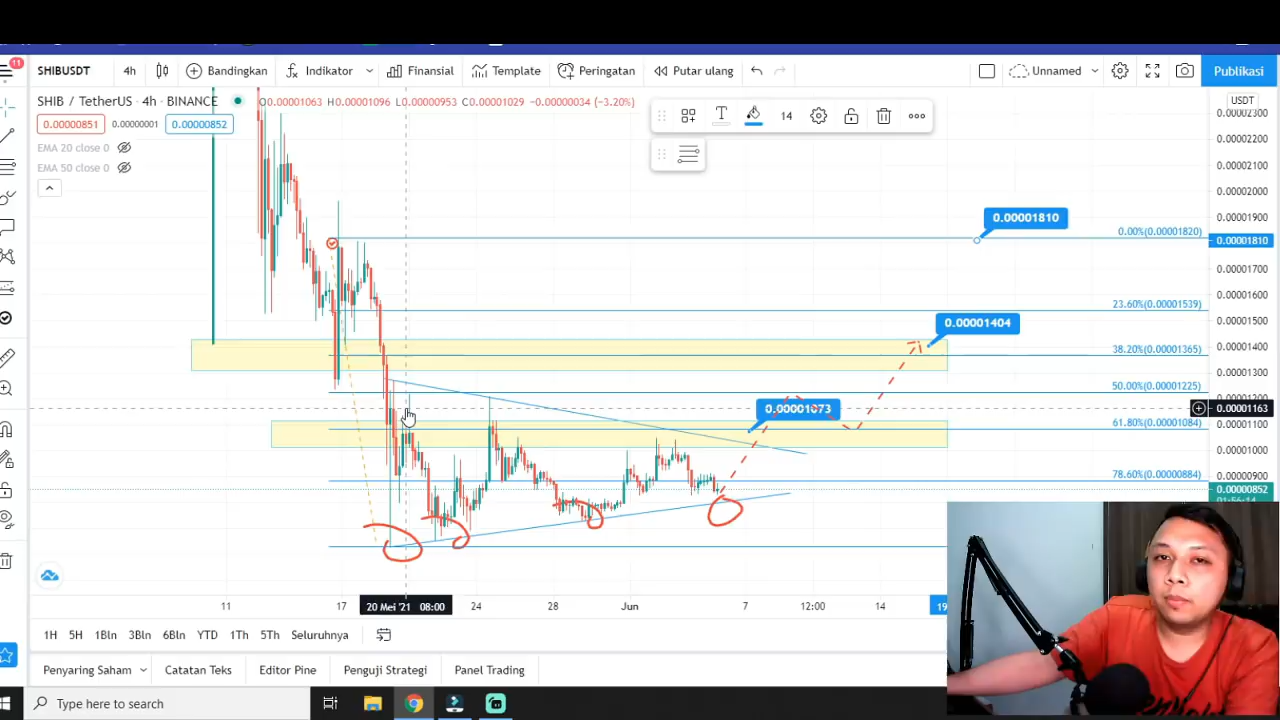 11
SHIBUSDT 4h Bandingkan Indikator Finansial Template Peringatan Putar ulang Unnamed Publikasi
SHIB / TetherUS · 4h · BINANCE O0.00001063 H0.00001096 L0.00000953 C0.00001029 −0.00000034 (−3.20%)
USDT
0.00000851 0.00000001 0.00000852
T 14
EMA 20 close 0
EMA 50 close 0
0.00002300
0.00002200
0.00002100
0.00002000
0.00001900
0.00001810
0.00001810
0.00001700
0.00001600
0.00001500
0.00001400
0.00001300
0.00001163
0.00001000
0.00000852
0.00%(0.00001820)
23.60%(0.00001539)
0.00001404
38.20%(0.00001365)
50.00%(0.00001225)
0.00001073
61.80%(0.00001084)
78.60%(0.00000884)
11 17 20 Mei '21 08:00 24 28 Jun 7 12:00 14
1H 5H 1Bln 3Bln 6Bln YTD 1Th 5Th Seluruhnya
Penyaring Saham Catatan Teks Editor Pine Penguji Strategi Panel Trading
Type here to search